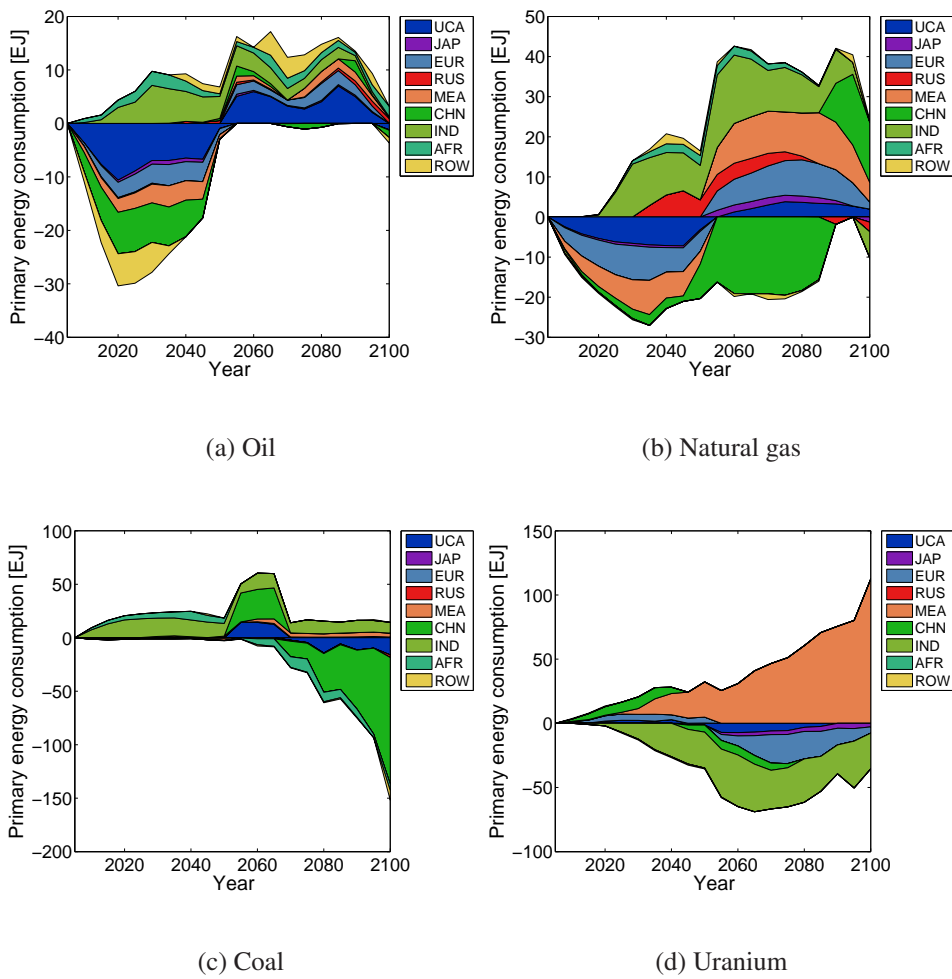 20
10
0
−10
−20
−30
−40
2020 2040 2060 2080 2100
Year
Primary energy consumption [EJ]
UCA
JAP
EUR
RUS
MEA
CHN
IND
AFR
ROW
(a) Oil
50
40
30
20
10
0
−10
−20
−30
2020 2040 2060 2080 2100
Year
Primary energy consumption [EJ]
UCA
JAP
EUR
RUS
MEA
CHN
IND
AFR
ROW
(b) Natural gas
100
50
0
−50
−100
−150
−200
2020 2040 2060 2080 2100
Year
Primary energy consumption [EJ]
UCA
JAP
EUR
RUS
MEA
CHN
IND
AFR
ROW
(c) Coal
150
100
50
0
−50
−100
2020 2040 2060 2080 2100
Year
Primary energy consumption [EJ]
UCA
JAP
EUR
RUS
MEA
CHN
IND
AFR
ROW
(d) Uranium